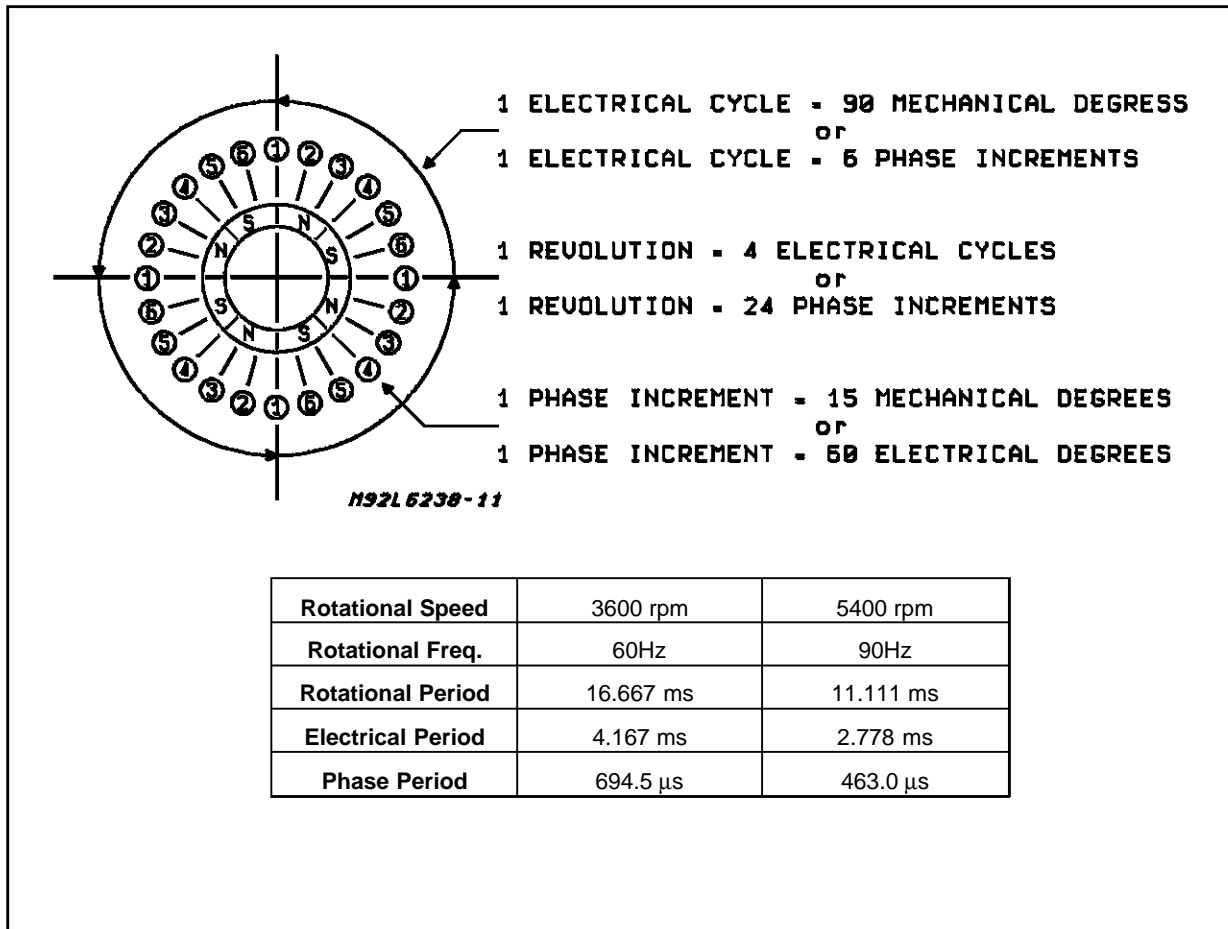 1 ELECTRICAL CYCLE = 90 MECHANICAL DEGRESS
or
1 ELECTRICAL CYCLE = 6 PHASE INCREMENTS
1 REVOLUTION = 4 ELECTRICAL CYCLES
or
1 REVOLUTION = 24 PHASE INCREMENTS
1 PHASE INCREMENT = 15 MECHANICAL DEGREES
or
1 PHASE INCREMENT = 60 ELECTRICAL DEGREES
1 2 3 4 5 6 1 2 3 4 5 6 1 2 3 4 5 6 1 2 3 4 5 6
N S N S N S N S
M92L6238-11
Rotational Speed 3600 rpm 5400 rpm
Rotational Freq. 60Hz 90Hz
Rotational Period 16.667 ms 11.111 ms
Electrical Period 4.167 ms 2.778 ms
Phase Period 694.5 μs 463.0 μs